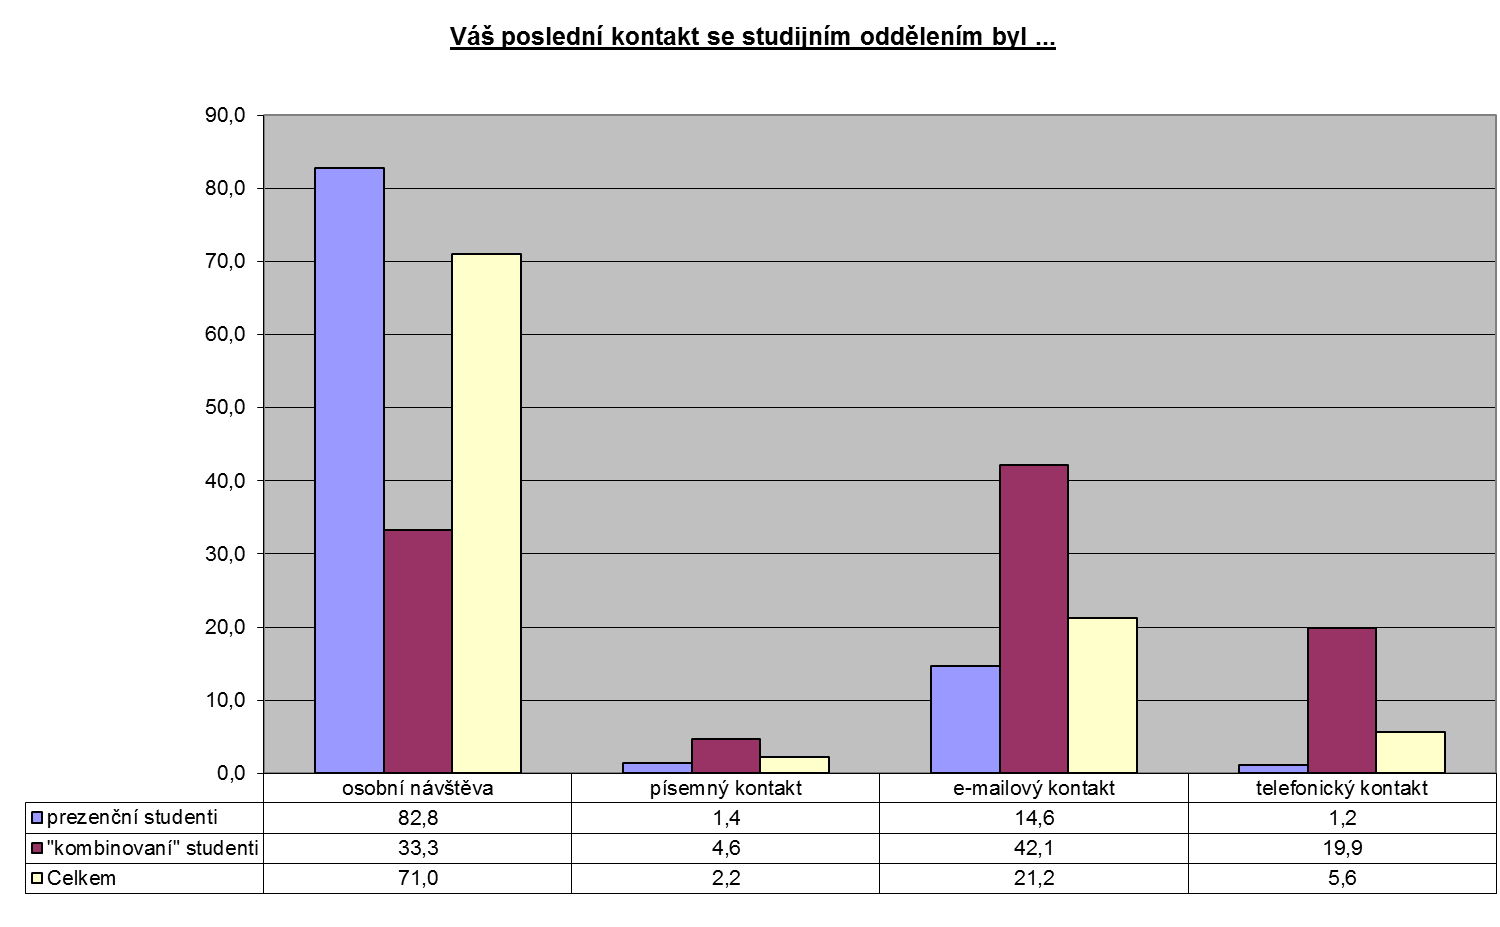 Váš poslední kontakt se studijním oddělením byl ...
90,0
80,0
70,0
60,0
50,0
40,0
30,0
20,0
10,0
0,0
osobní návštěva písemný kontakt e-mailový kontakt telefonický kontakt
prezenční studenti 82,8 1,4 14,6 1,2
"kombinovaní" studenti 33,3 4,6 42,1 19,9
Celkem 71,0 2,2 21,2 5,6